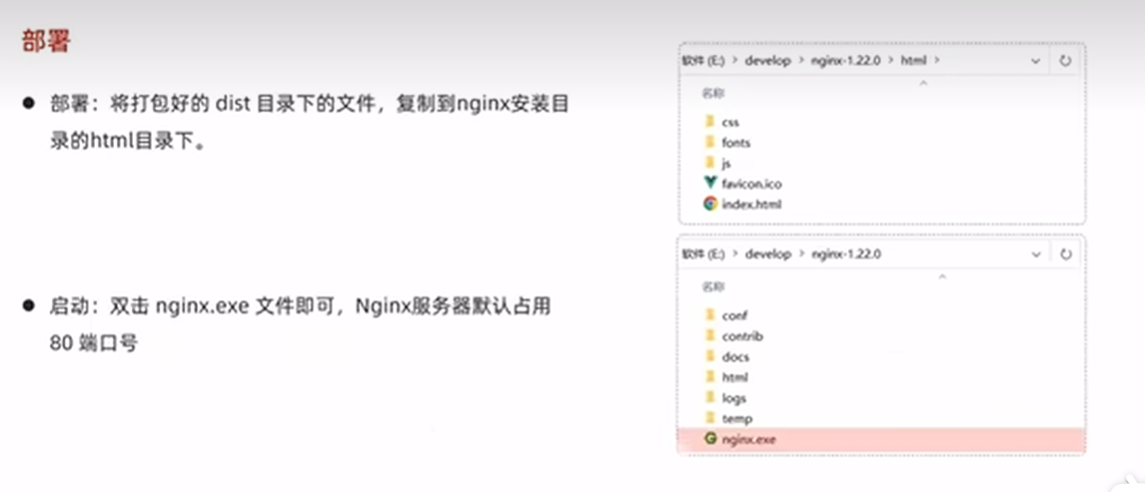 部署
● 部署：将打包好的 dist 目录下的文件，复制到nginx安装目
录的html目录下。
软件 (E:) > develop > nginx-1.22.0 > html >
名称
css
fonts
js
favicon.ico
index.html
● 启动：双击 nginx.exe 文件即可，Nginx服务器默认占用
80 端口号
软件 (E:) > develop > nginx-1.22.0
名称
conf
contrib
docs
html
logs
temp
nginx.exe